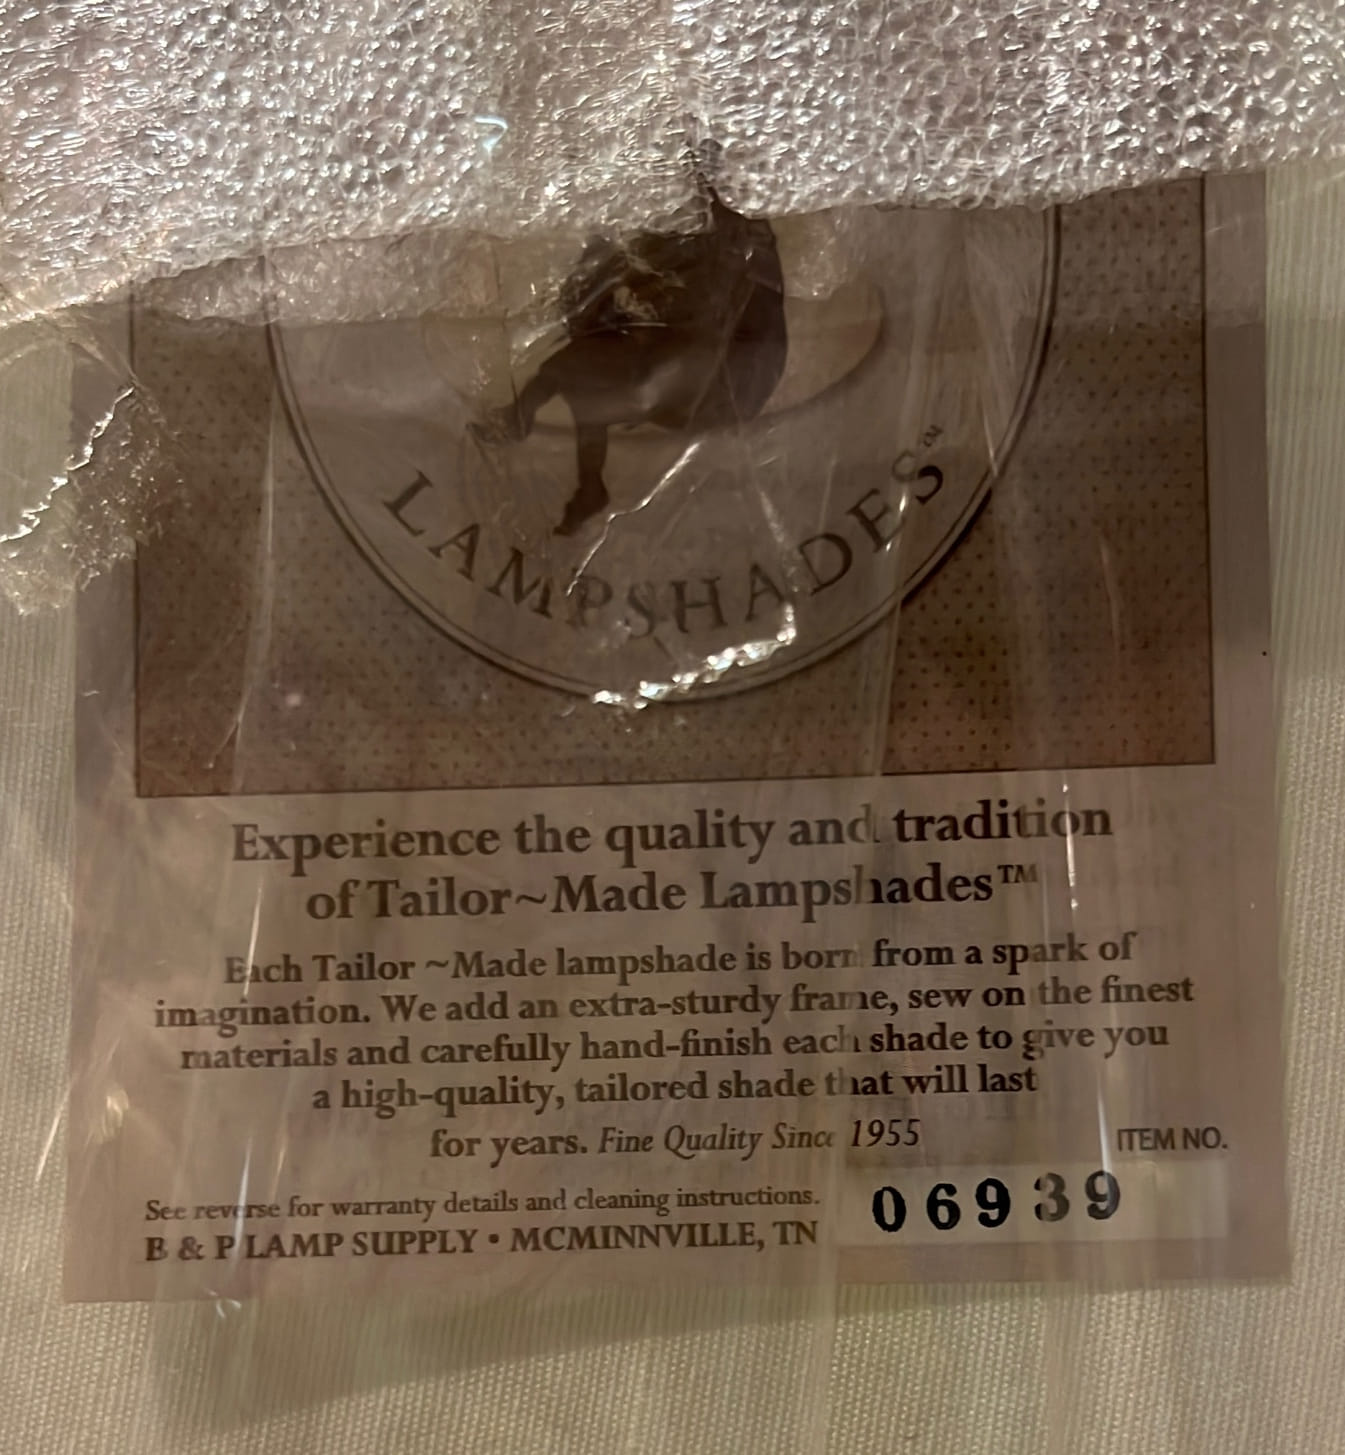 LAMPSHADES™
Experience the quality and tradition
of Tailor~Made Lampshades™
Each Tailor ~Made lampshade is born from a spark of
imagination. We add an extra-sturdy frame, sew on the finest
materials and carefully hand-finish each shade to give you
a high-quality, tailored shade that will last
for years. Fine Quality Since 1955
ITEM NO.
See reverse for warranty details and cleaning instructions.
06939
B & P LAMP SUPPLY • MCMINNVILLE, TN